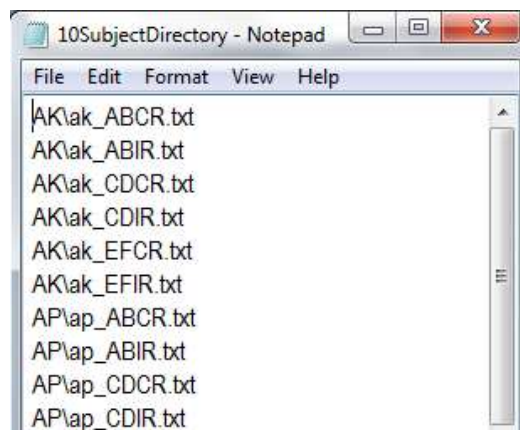 10SubjectDirectory - Notepad
File Edit Format View Help
AK\ak_ABCR.txt
AK\ak_ABIR.txt
AK\ak_CDCR.txt
AK\ak_CDIR.txt
AK\ak_EFCR.txt
AK\ak_EFIR.txt
AP\ap_ABCR.txt
AP\ap_ABIR.txt
AP\ap_CDCR.txt
AP\ap_CDIR.txt